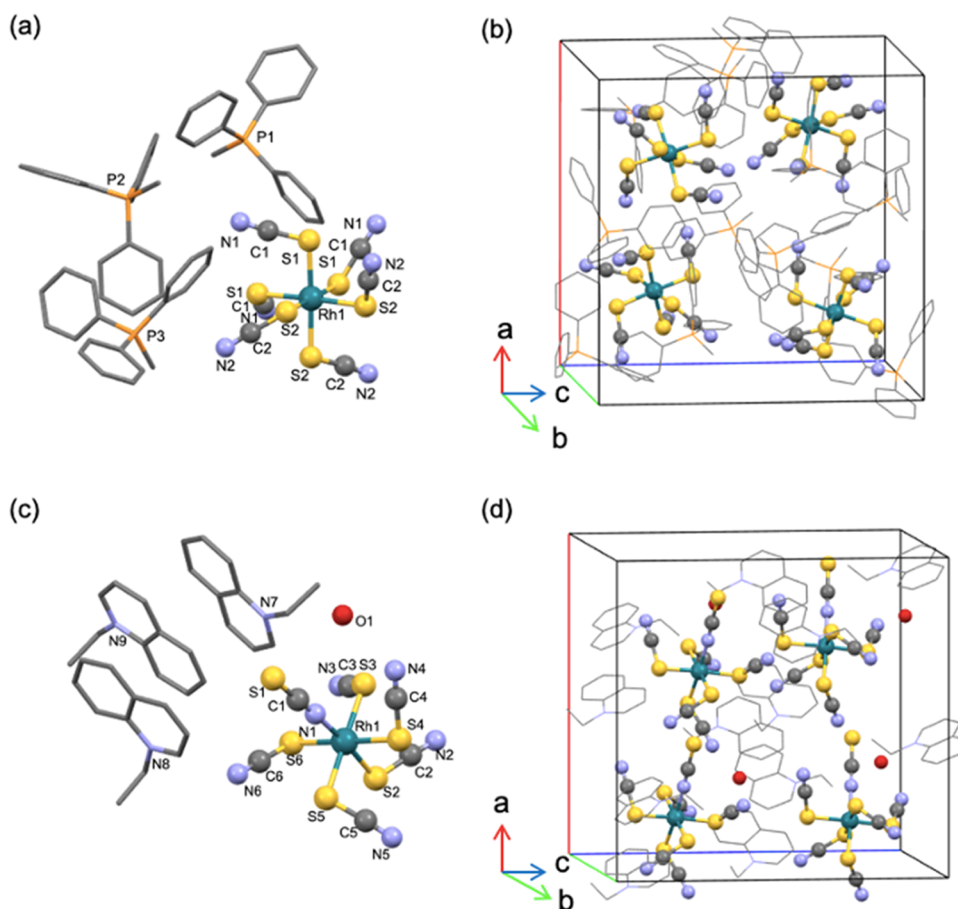 (a)
(b)
P1
P2
N1
C1
S1
N1
C1
S1
N2
C2
S1
C1
N1
Rh1
S2
S2
P3
C2
N2
S2
C2
N2
a
c
b
(c)
(d)
N7
N9
O1
N8
N3 C3 S3
N4
S1
C1
C4
N1
Rh1
S4
S6
N2
C6
C2
N6
S2
S5
C5
N5
a
c
b